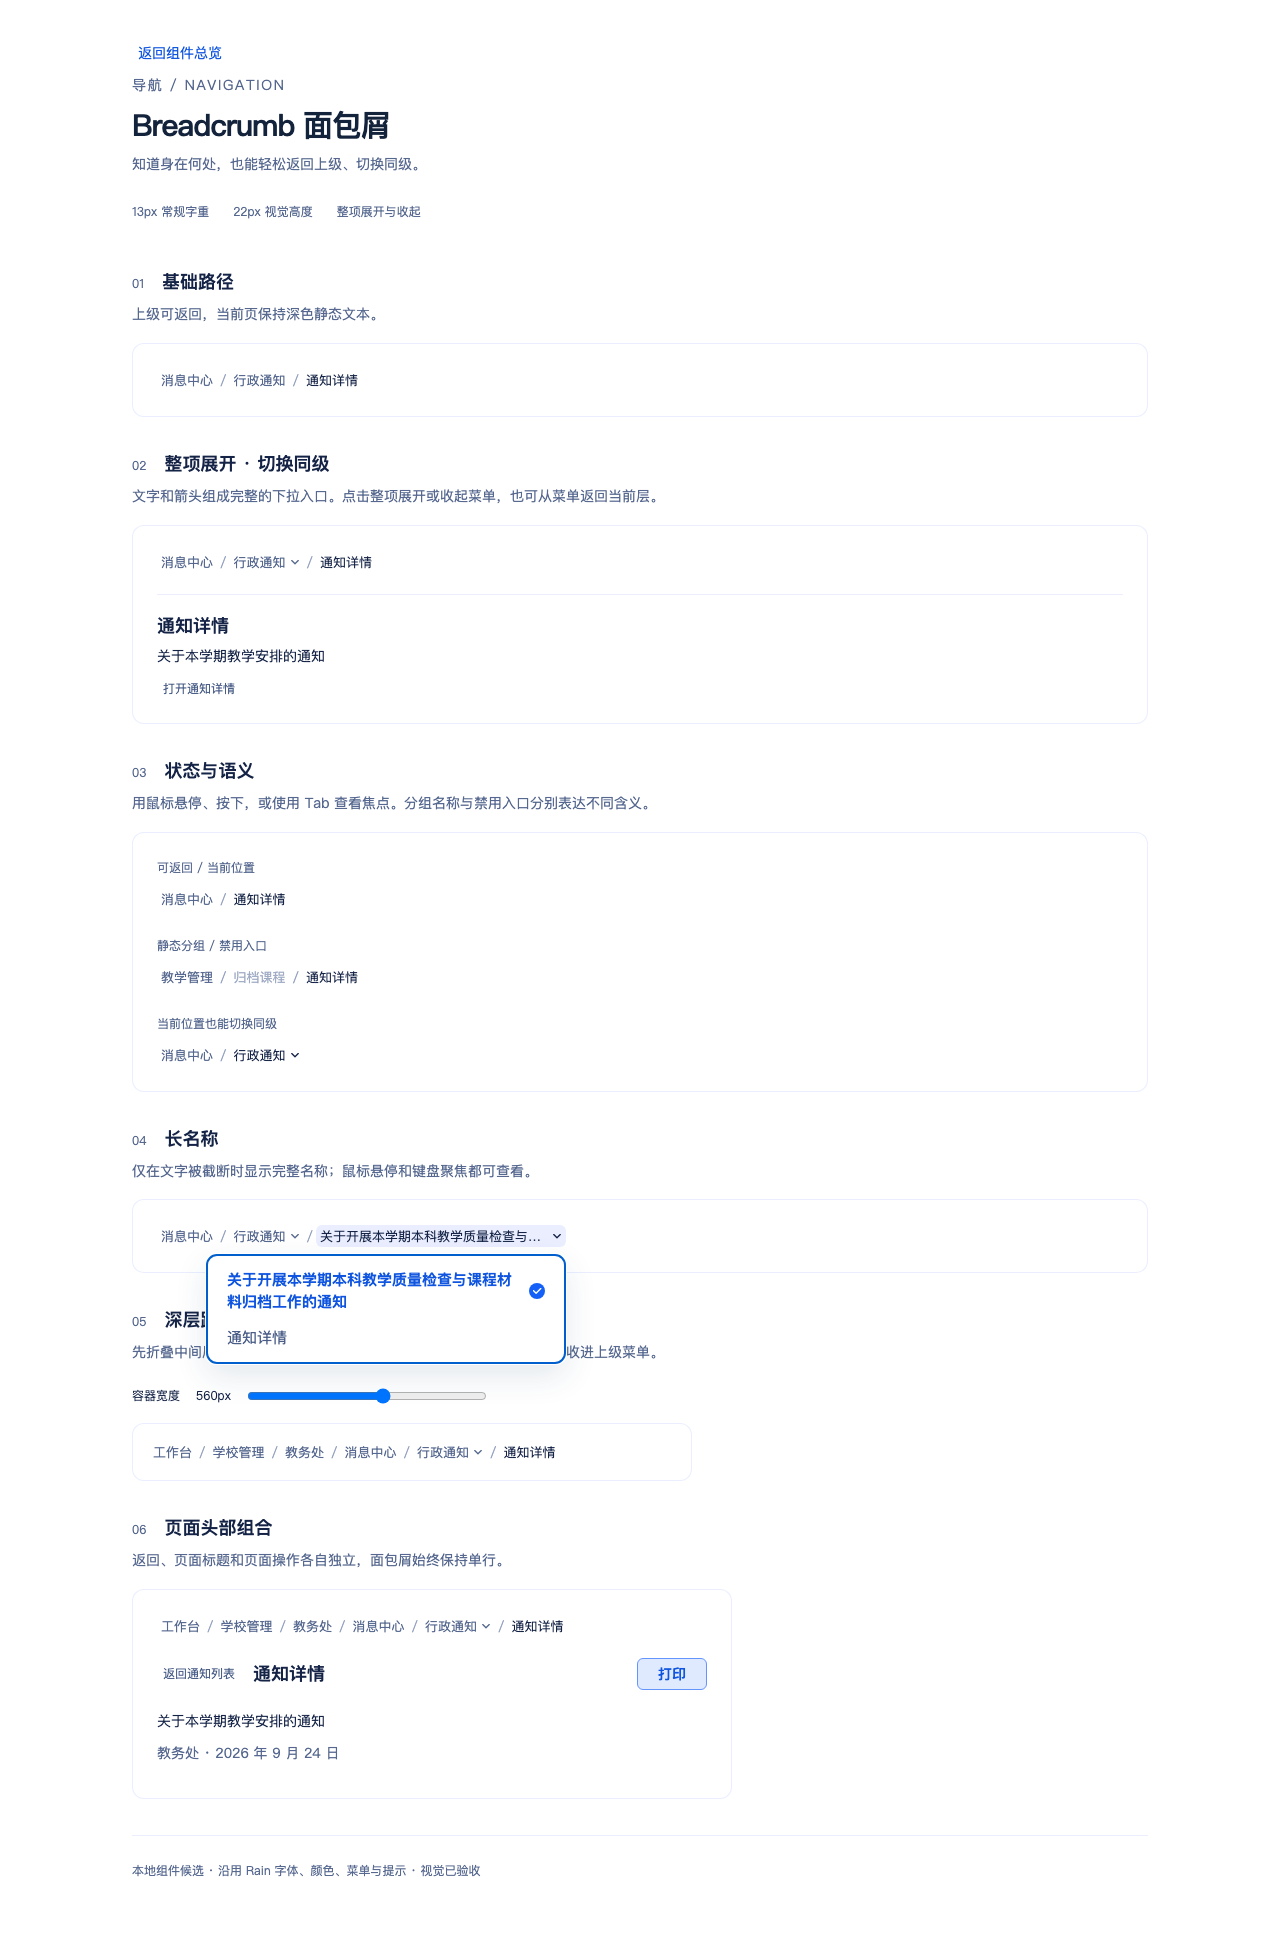 返回组件总览
导航 / NAVIGATION
Breadcrumb 面包屑
知道身在何处，也能轻松返回上级、切换同级。
13px 常规字重 22px 视觉高度 整项展开与收起
01 基础路径
上级可返回，当前页保持深色静态文本。
消息中心 / 行政通知 / 通知详情
02 整项展开 · 切换同级
文字和箭头组成完整的下拉入口。点击整项展开或收起菜单，也可从菜单返回当前层。
消息中心 / 行政通知 / 通知详情
通知详情
关于本学期教学安排的通知
打开通知详情
03 状态与语义
用鼠标悬停、按下，或使用 Tab 查看焦点。分组名称与禁用入口分别表达不同含义。
可返回 / 当前位置
消息中心 / 通知详情
静态分组 / 禁用入口
教学管理 / 归档课程 / 通知详情
当前位置也能切换同级
消息中心 / 行政通知
04 长名称
仅在文字被截断时显示完整名称；鼠标悬停和键盘聚焦都可查看。
消息中心 / 行政通知 / 关于开展本学期本科教学质量检查与...
关于开展本学期本科教学质量检查与课程材
料归档工作的通知
通知详情
05 深层
先折叠中间 收进上级菜单。
容器宽度 560px
工作台 / 学校管理 / 教务处 / 消息中心 / 行政通知 / 通知详情
06 页面头部组合
返回、页面标题和页面操作各自独立，面包屑始终保持单行。
工作台 / 学校管理 / 教务处 / 消息中心 / 行政通知 / 通知详情
返回通知列表 通知详情 打印
关于本学期教学安排的通知
教务处 · 2026 年 9 月 24 日
本地组件候选 · 沿用 Rain 字体、颜色、菜单与提示 · 视觉已验收